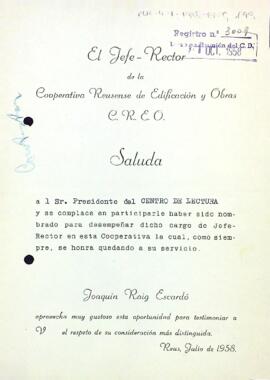 Registro n.º 3009
1 OCT. 1958
El Jefe-Rector
de la
Cooperativa Reusense de Edificación y Obras
C. R. E. O.
Saluda
a l Sr. Presidente del CENTRO DE LECTURA
y se complace en participarle haber sido nom-
brado para desempeñar dicho cargo de Jefe-
Rector en esta Cooperativa la cual, como siem-
pre, se honra quedando a su servicio.
Joaquín Raig Escardó
aprovecha muy gustoso esta oportunidad para testimoniar a
V el respeto de su consideración más distinguida.
Reus, Julio de 1958.